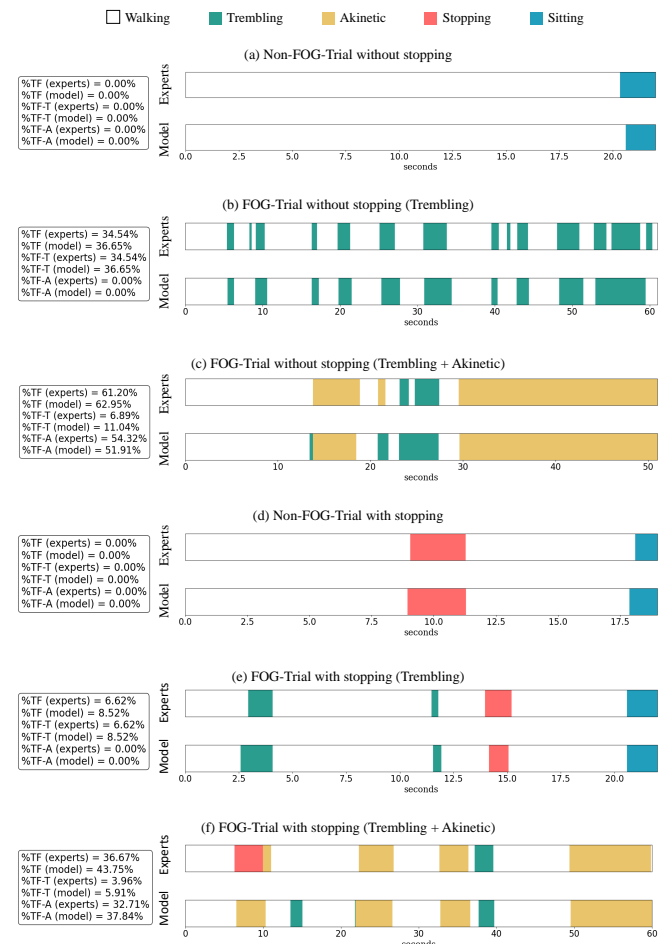 Walking Trembling Akinetic Stopping Sitting
(a) Non-FOG-Trial without stopping
%TF (experts) = 0.00%
%TF (model) = 0.00%
%TF-T (experts) = 0.00%
%TF-T (model) = 0.00%
%TF-A (experts) = 0.00%
%TF-A (model) = 0.00%
Experts
Model
0.0 2.5 5.0 7.5 10.0 12.5 15.0 17.5 20.0
seconds
(b) FOG-Trial without stopping (Trembling)
%TF (experts) = 34.54%
%TF (model) = 36.65%
%TF-T (experts) = 34.54%
%TF-T (model) = 36.65%
%TF-A (experts) = 0.00%
%TF-A (model) = 0.00%
Experts
Model
0 10 20 30 40 50 60
seconds
(c) FOG-Trial without stopping (Trembling + Akinetic)
%TF (experts) = 61.20%
%TF (model) = 62.95%
%TF-T (experts) = 6.89%
%TF-T (model) = 11.04%
%TF-A (experts) = 54.32%
%TF-A (model) = 51.91%
Experts
Model
0 10 20 30 40 50
seconds
(d) Non-FOG-Trial with stopping
%TF (experts) = 0.00%
%TF (model) = 0.00%
%TF-T (experts) = 0.00%
%TF-T (model) = 0.00%
%TF-A (experts) = 0.00%
%TF-A (model) = 0.00%
Experts
Model
0.0 2.5 5.0 7.5 10.0 12.5 15.0 17.5
seconds
(e) FOG-Trial with stopping (Trembling)
%TF (experts) = 6.62%
%TF (model) = 8.52%
%TF-T (experts) = 6.62%
%TF-T (model) = 8.52%
%TF-A (experts) = 0.00%
%TF-A (model) = 0.00%
Experts
Model
0.0 2.5 5.0 7.5 10.0 12.5 15.0 17.5 20.0
seconds
(f) FOG-Trial with stopping (Trembling + Akinetic)
%TF (experts) = 36.67%
%TF (model) = 43.75%
%TF-T (experts) = 3.96%
%TF-T (model) = 5.91%
%TF-A (experts) = 32.71%
%TF-A (model) = 37.84%
Experts
Model
0 10 20 30 40 50 60
seconds